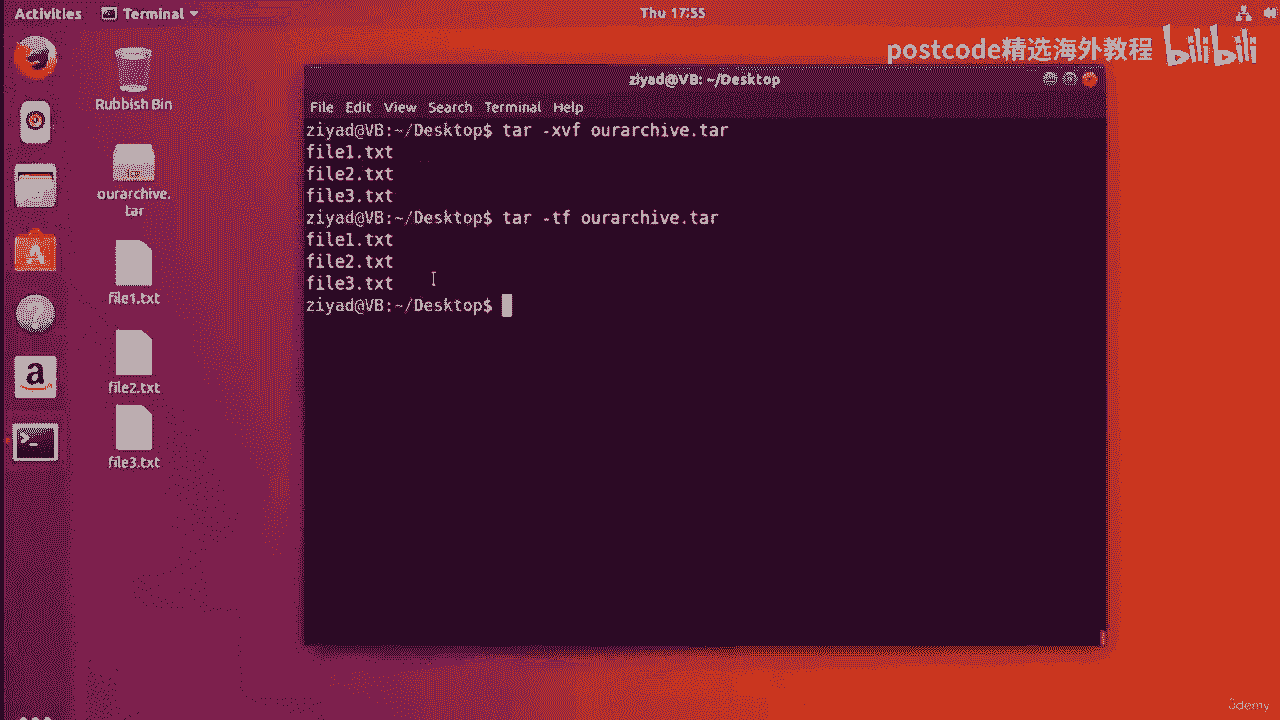 Activities
Terminal
Thu 17:55
postcode精选海外教程 bilibili
Rubbish Bin
ourarchive.
tar
file1.txt
file2.txt
file3.txt
ziyad@VB: ~/Desktop
File Edit View Search Terminal Help
ziyad@VB:~/Desktop$ tar -xvf ourarchive.tar
file1.txt
file2.txt
file3.txt
ziyad@VB:~/Desktop$ tar -tf ourarchive.tar
file1.txt
file2.txt
file3.txt
ziyad@VB:~/Desktop$
Udemy